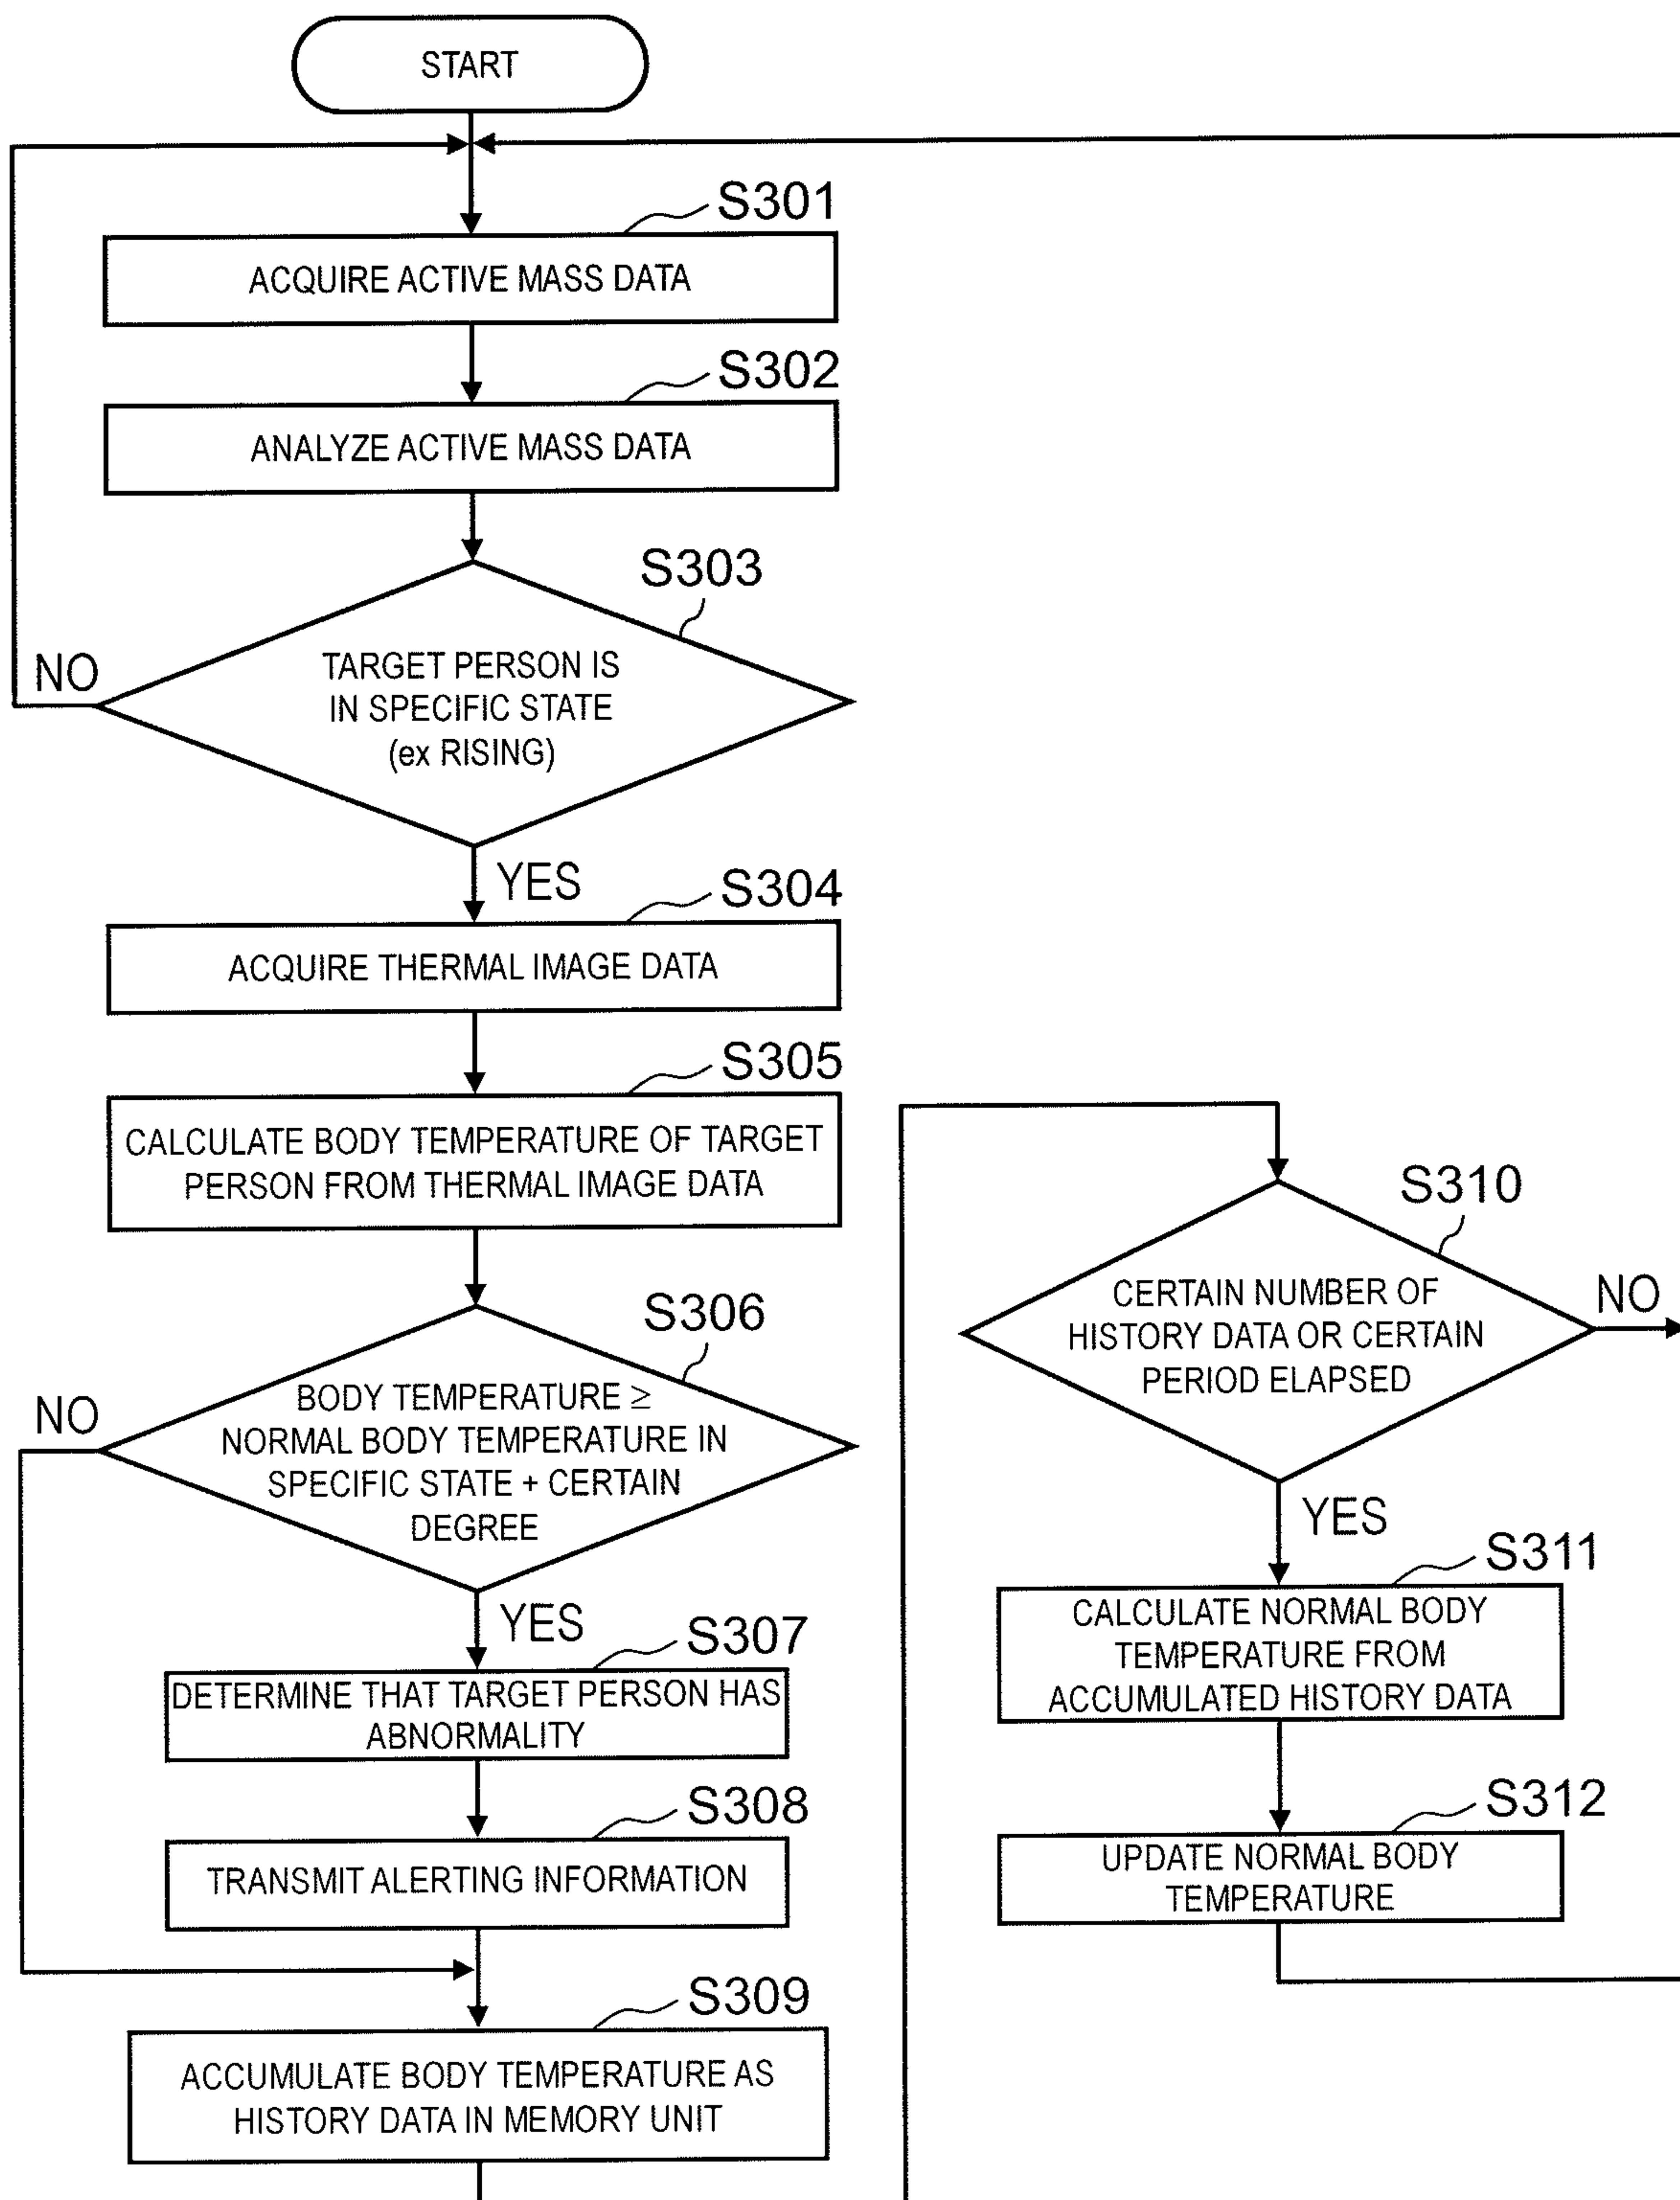 START
S301
ACQUIRE ACTIVE MASS DATA
S302
ANALYZE ACTIVE MASS DATA
S303
TARGET PERSON IS
IN SPECIFIC STATE
(ex RISING)
NO
YES
S304
ACQUIRE THERMAL IMAGE DATA
S305
CALCULATE BODY TEMPERATURE OF TARGET
PERSON FROM THERMAL IMAGE DATA
S306
BODY TEMPERATURE ≥
NORMAL BODY TEMPERATURE IN
SPECIFIC STATE + CERTAIN
DEGREE
NO
YES
S307
DETERMINE THAT TARGET PERSON HAS
ABNORMALITY
S308
TRANSMIT ALERTING INFORMATION
S309
ACCUMULATE BODY TEMPERATURE AS
HISTORY DATA IN MEMORY UNIT
S310
CERTAIN NUMBER OF
HISTORY DATA OR CERTAIN
PERIOD ELAPSED
NO
YES
S311
CALCULATE NORMAL BODY
TEMPERATURE FROM
ACCUMULATED HISTORY DATA
S312
UPDATE NORMAL BODY
TEMPERATURE